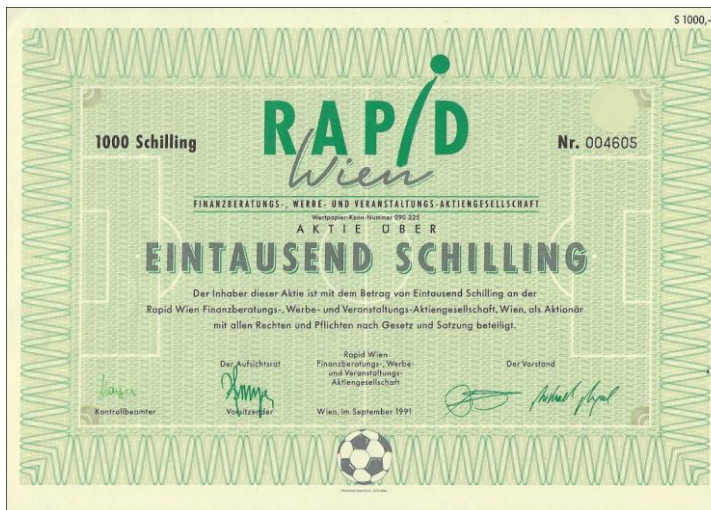 S 1000,-
RAPiD
Wien
1000 Schilling
Nr. 004605
FINANZBERATUNGS-, WERBE- UND VERANSTALTUNGS-AKTIENGESELLSCHAFT
Wertpapier-Kenn-Nummer 090 325
AKTIE ÜBER
EINTAUSEND SCHILLING
Der Inhaber dieser Aktie ist mit dem Betrag von Eintausend Schilling an der
Rapid Wien Finanzberatungs-, Werbe- und Veranstaltungs-Aktiengesellschaft, Wien, als Aktionär
mit allen Rechten und Pflichten nach Gesetz und Satzung beteiligt.
Der Aufsichtsrat
Rapid Wien
Finanzberatungs-, Werbe-
und Veranstaltungs-
Aktiengesellschaft
Der Vorstand
Kontrollbeamter
Vorsitzender
Wien, im September 1991